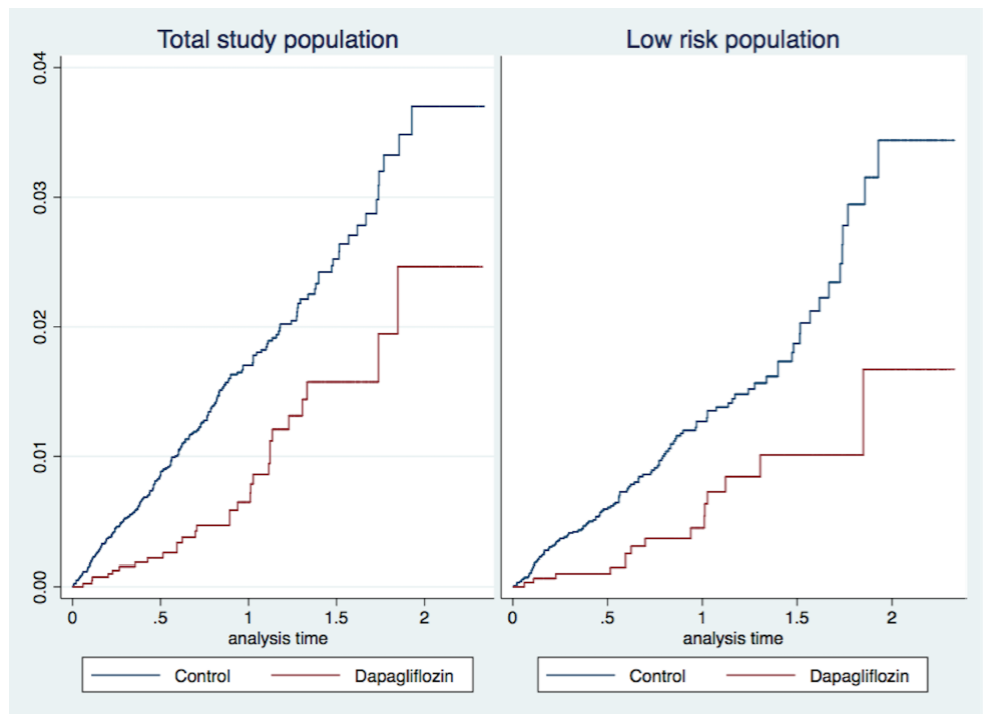 Total study population
Low risk population
0.04
0.03
0.02
0.01
0.00
0 .5 1 1.5 2
0 .5 1 1.5 2
analysis time
analysis time
Control Dapagliflozin
Control Dapagliflozin